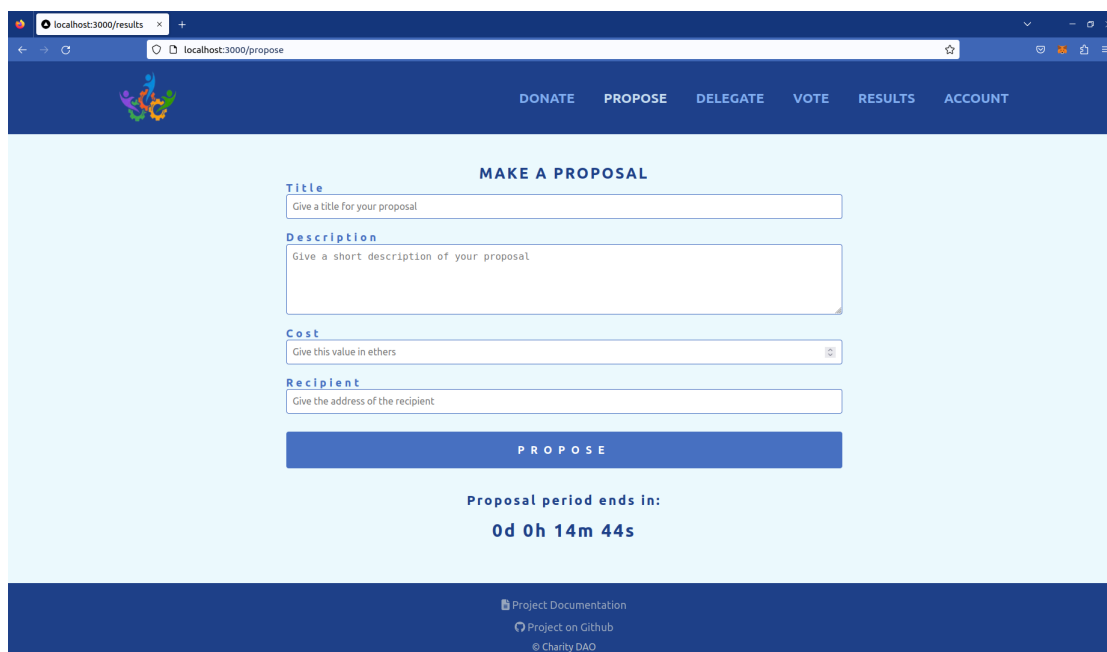 localhost:3000/results
localhost:3000/propose
DONATE PROPOSE DELEGATE VOTE RESULTS ACCOUNT
MAKE A PROPOSAL
Title
Give a title for your proposal
Description
Give a short description of your proposal
Cost
Give this value in ethers
Recipient
Give the address of the recipient
PROPOSE
Proposal period ends in:
0d 0h 14m 44s
Project Documentation
Project on Github
© Charity DAO